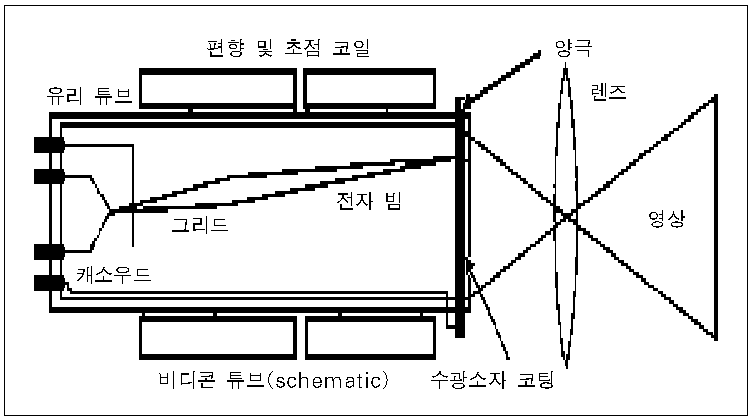 편향 및 초점 코일
양극
유리 튜브
렌즈
전자 빔
그리드
영상
캐소우드
비디콘 튜브(schematic)
수광소자 코팅